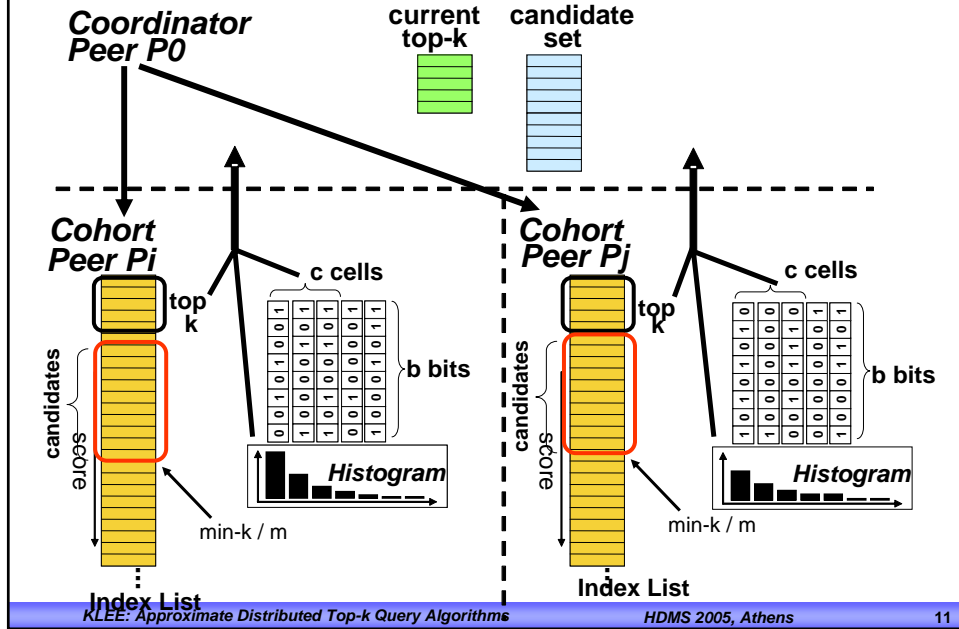 Coordinator
Peer P0
current
top-k
candidate
set
Cohort
Peer Pi
c cells
top
k
b bits
candidates
score
Histogram
min-k / m
Index List
Cohort
Peer Pj
c cells
top
k
b bits
candidates
score
Histogram
min-k / m
Index List
KLEE: Approximate Distributed Top-k Query Algorithms
HDMS 2005, Athens
11